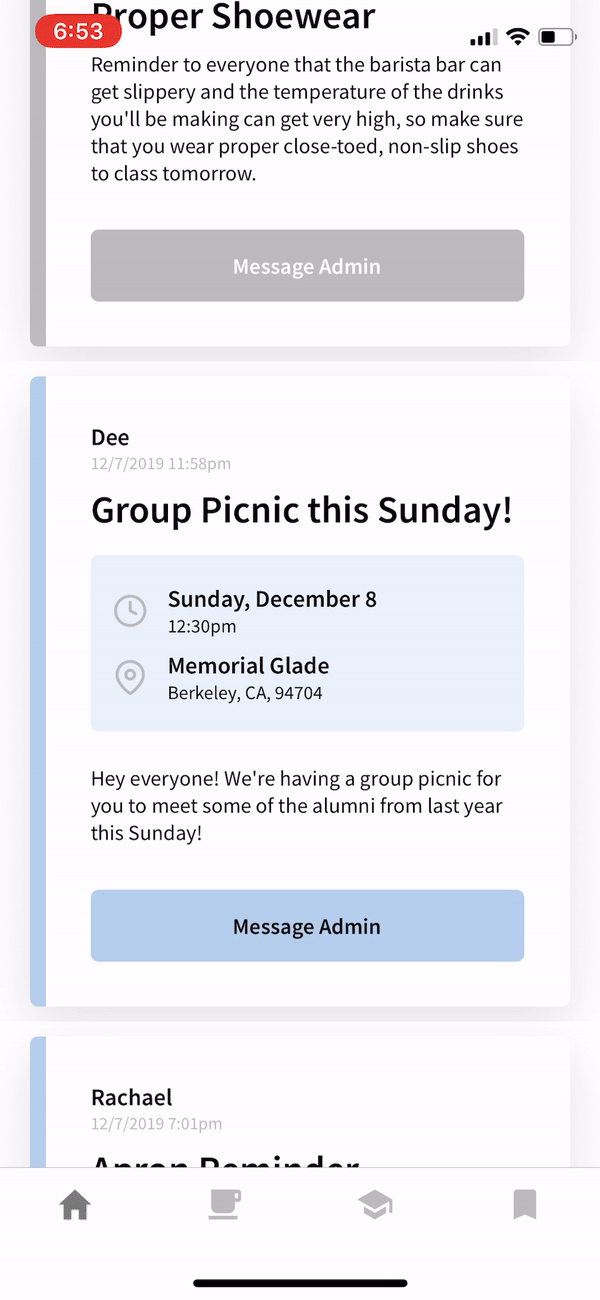 Proper Shoewear
6:53
Reminder to everyone that the barista bar can
get slippery and the temperature of the drinks
you'll be making can get very high, so make sure
that you wear proper close-toed, non-slip shoes
to class tomorrow.
Message Admin
Dee
12/7/2019 11:58pm
Group Picnic this Sunday!
Sunday, December 8
12:30pm
Memorial Glade
Berkeley, CA, 94704
Hey everyone! We're having a group picnic for
you to meet some of the alumni from last year
this Sunday!
Message Admin
Rachael
12/7/2019 7:01pm
Apron Reminder